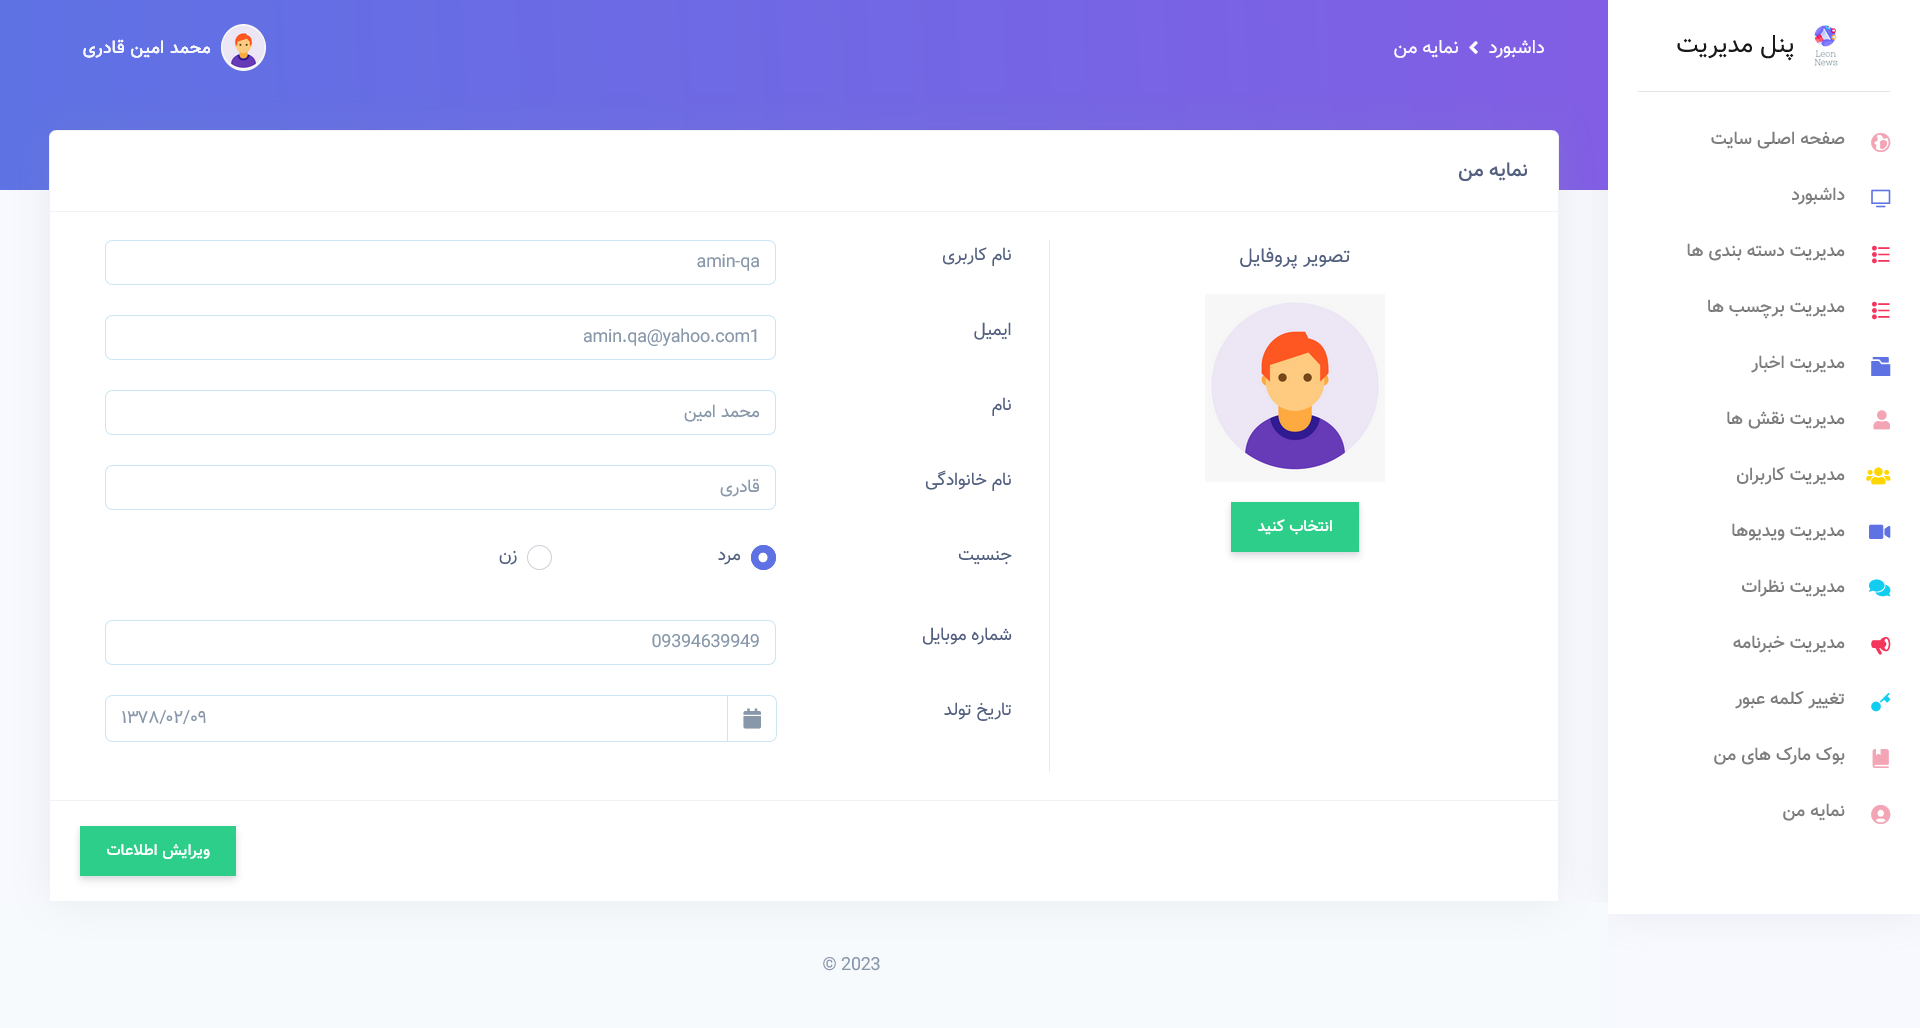 پنل مدیریت
Leon
News
صفحه اصلی سایت
داشبورد
مدیریت دسته بندی ها
مدیریت برچسب ها
مدیریت اخبار
مدیریت نقش ها
مدیریت کاربران
مدیریت ویدیوها
مدیریت نظرات
مدیریت خبرنامه
تغییر کلمه عبور
بوک مارک های من
نمایه من
داشبورد
نمایه من
محمد امین قادری
نمایه من
تصویر پروفایل
انتخاب کنید
نام کاربری
amin-qa
ایمیل
amin.qa@yahoo.com1
نام
محمد امین
نام خانوادگی
قادری
جنسیت
مرد
زن
شماره موبایل
09394639949
تاریخ تولد
۱۳۷۸/۰۲/۰۹
ویرایش اطلاعات
© 2023